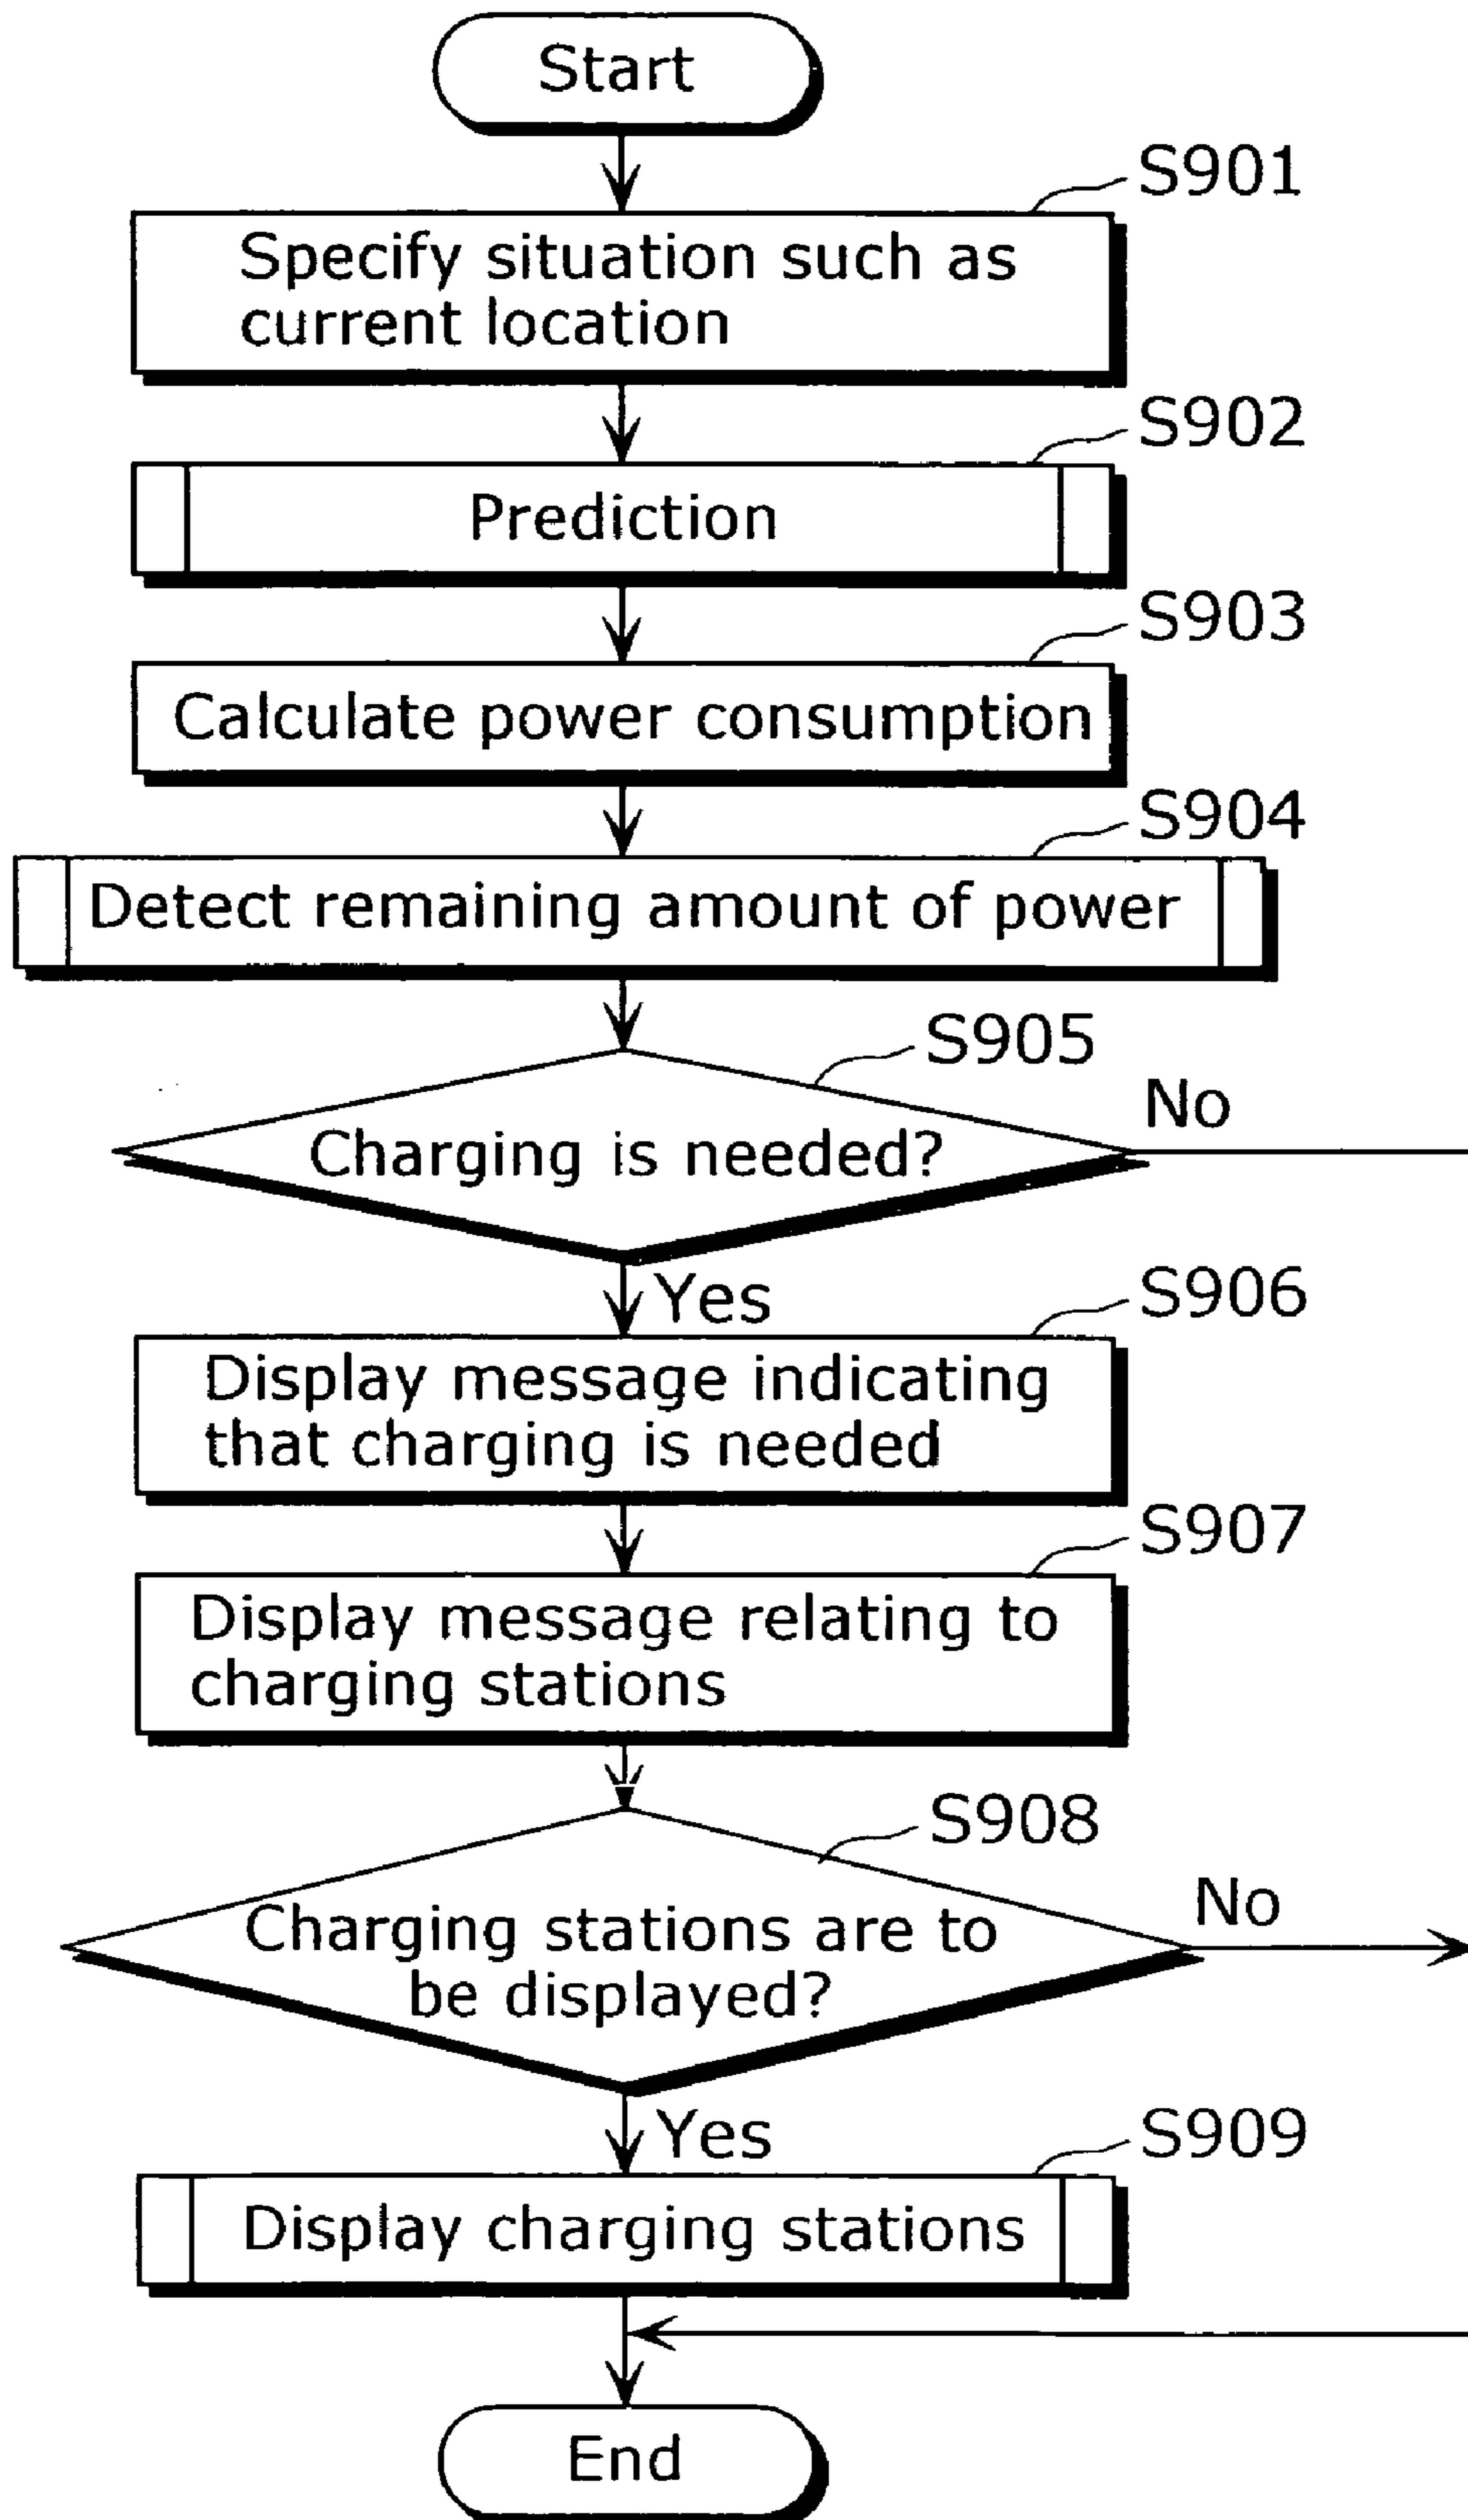 Start
S901
Specify situation such as
current location
S902
Prediction
S903
Calculate power consumption
S904
Detect remaining amount of power
S905
No
Charging is needed?
Yes
S906
Display message indicating
that charging is needed
S907
Display message relating to
charging stations
S908
No
Charging stations are to
be displayed?
Yes
S909
Display charging stations
End